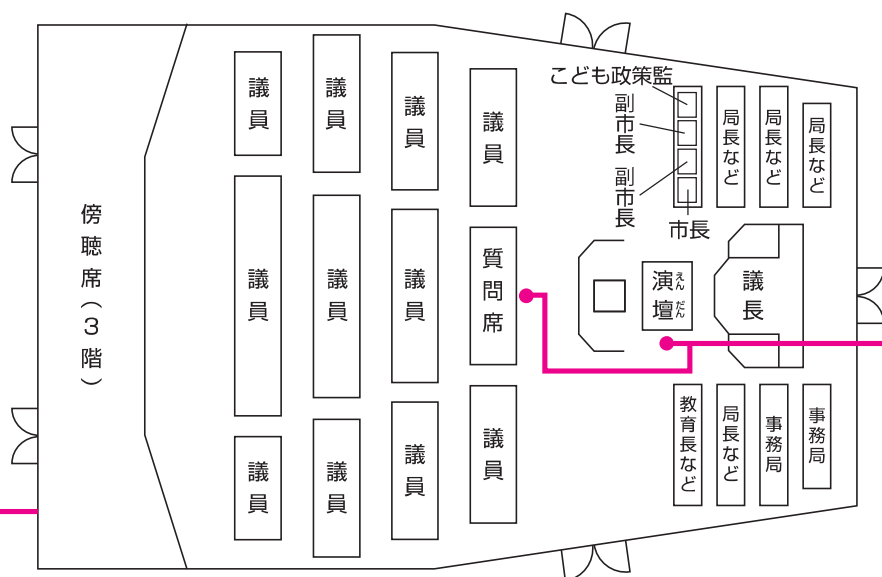 傍聴席（3階）
議員
議員
議員
議員
議員
議員
議員
質問席
議員
議員
議員
議員
こども政策監
副市長
副市長
市長
局長など
局長など
局長など
演壇
えんだん
議長
教育長など
局長など
事務局
事務局